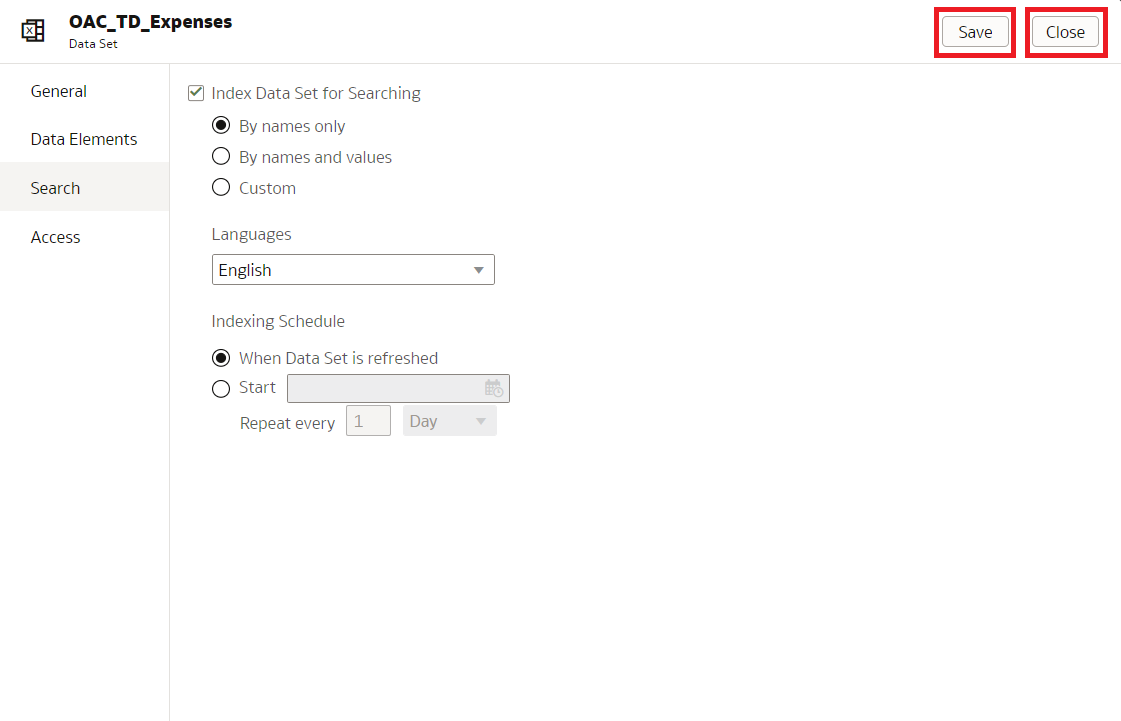 OAC_TD_Expenses
Data Set
Save
Close
General
Data Elements
Search
Access
Index Data Set for Searching
By names only
By names and values
Custom
Languages
English
Indexing Schedule
When Data Set is refreshed
Start
Repeat every 1 Day